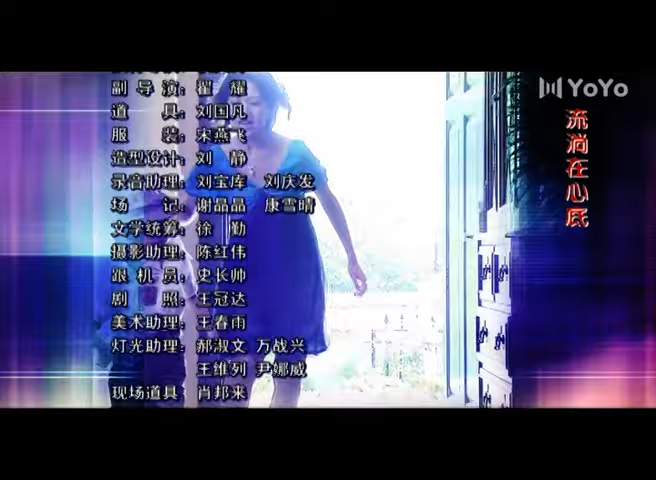 副导演：翟　耀
道　　具：刘国凡
服　　装：宋燕飞
造型设计：刘　静
录音助理：刘宝库　刘庆发
场　　记：谢晶晶　康雪晴
文学统筹：徐　勤
摄影助理：陈红伟
跟机员：史长帅
剧　　照：王冠达
美术助理：王春雨
灯光助理：郝淑文 万战兴
王维列 尹娜威
现场道具　肖邦来
YoYo
流淌在心底